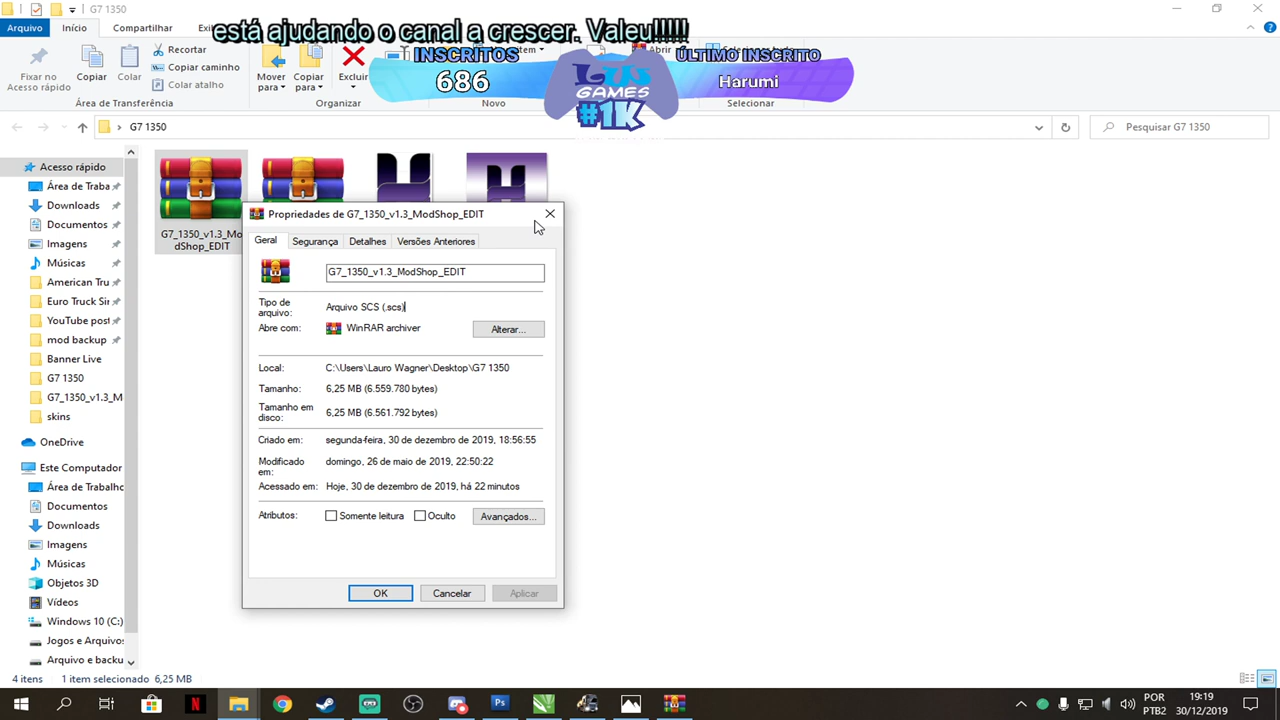 G7 1350
Arquivo
Início
Compartilhar
está ajudando o canal a crescer. Valeu!!!!!
Fixar no
Acesso rápido
Copiar
Colar
Recortar
Copiar caminho
Colar atalho
Área de Transferência
Mover
para
Copiar
para
Excluir
Organizar
Novo
Abrir
Selecionar
INSCRITOS
686
LUS
GAMES
#1K
ÚLTIMO INSCRITO
Harumi
G7 1350
Pesquisar G7 1350
Acesso rápido
Área de Traba
Downloads
Documentos
Imagens
Músicas
American Tru
Euro Truck Sin
YouTube post
mod backup
Banner Live
G7 1350
G7_1350_v1.3_M
skins
OneDrive
Este Computador
Área de Trabalho
Documentos
Downloads
Imagens
Músicas
Objetos 3D
Vídeos
Windows 10 (C:)
Jogos e Arquivos
Arquivo e backu
G7_1350_v1.3_Mo
dShop_EDIT
Propriedades de G7_1350_v1.3_ModShop_EDIT
Geral
Segurança
Detalhes
Versões Anteriores
G7_1350_v1.3_ModShop_EDIT
Tipo de
arquivo:
Arquivo SCS (.scs)
Abre com:
WinRAR archiver
Alterar...
Local:
C:\Users\Lauro Wagner\Desktop\G7 1350
Tamanho:
6,25 MB (6.559.780 bytes)
Tamanho em
disco:
6,25 MB (6.561.792 bytes)
Criado em:
segunda-feira, 30 de dezembro de 2019, 18:56:55
Modificado
em:
domingo, 26 de maio de 2019, 22:50:22
Acessado em:
Hoje, 30 de dezembro de 2019, há 22 minutos
Atributos:
Somente leitura
Oculto
Avançados...
OK
Cancelar
Aplicar
4 itens
1 item selecionado 6,25 MB
POR
PTB2
19:19
30/12/2019